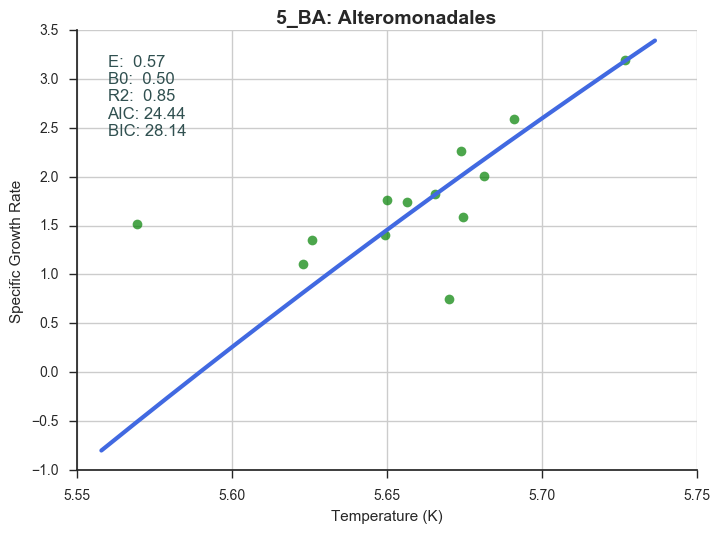 5_BA: Alteromonadales
E:  0.57
B0:  0.50
R2:  0.85
AIC: 24.44
BIC: 28.14
3.5
3.0
2.5
2.0
1.5
1.0
0.5
0.0
−0.5
−1.0
Specific Growth Rate
5.55 5.60 5.65 5.70 5.75
Temperature (K)